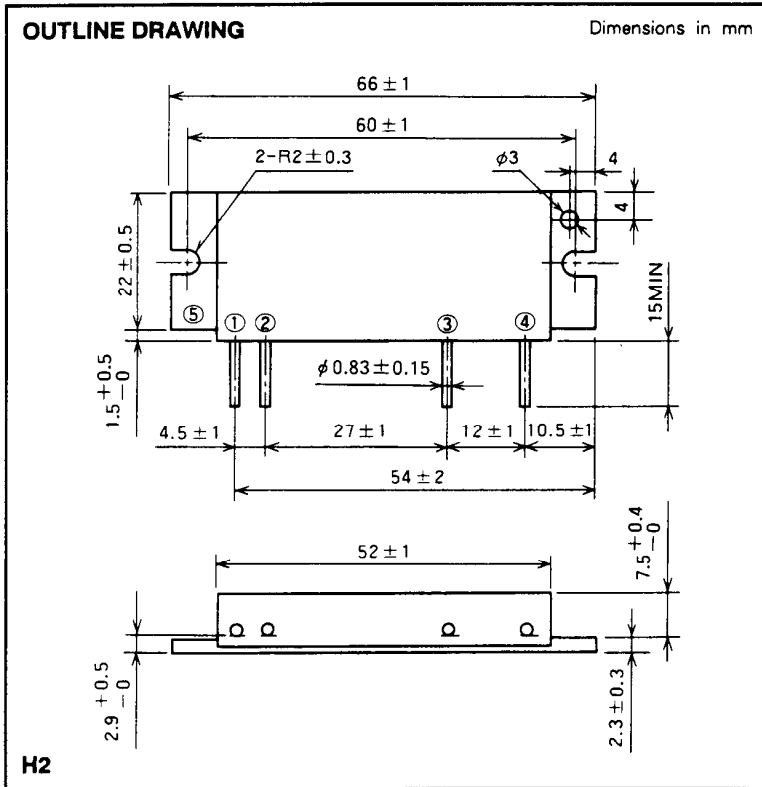 OUTLINE DRAWING
Dimensions in mm
66±1
60±1
2-R2±0.3
φ3
4
4
22±0.5
15MIN
⑤
①
②
③
④
φ0.83±0.15
1.5 +0.5 −0
4.5±1
27±1
12±1
10.5±1
54±2
52±1
7.5 +0.4 −0
2.9 +0.5 −0
2.3±0.3
H2